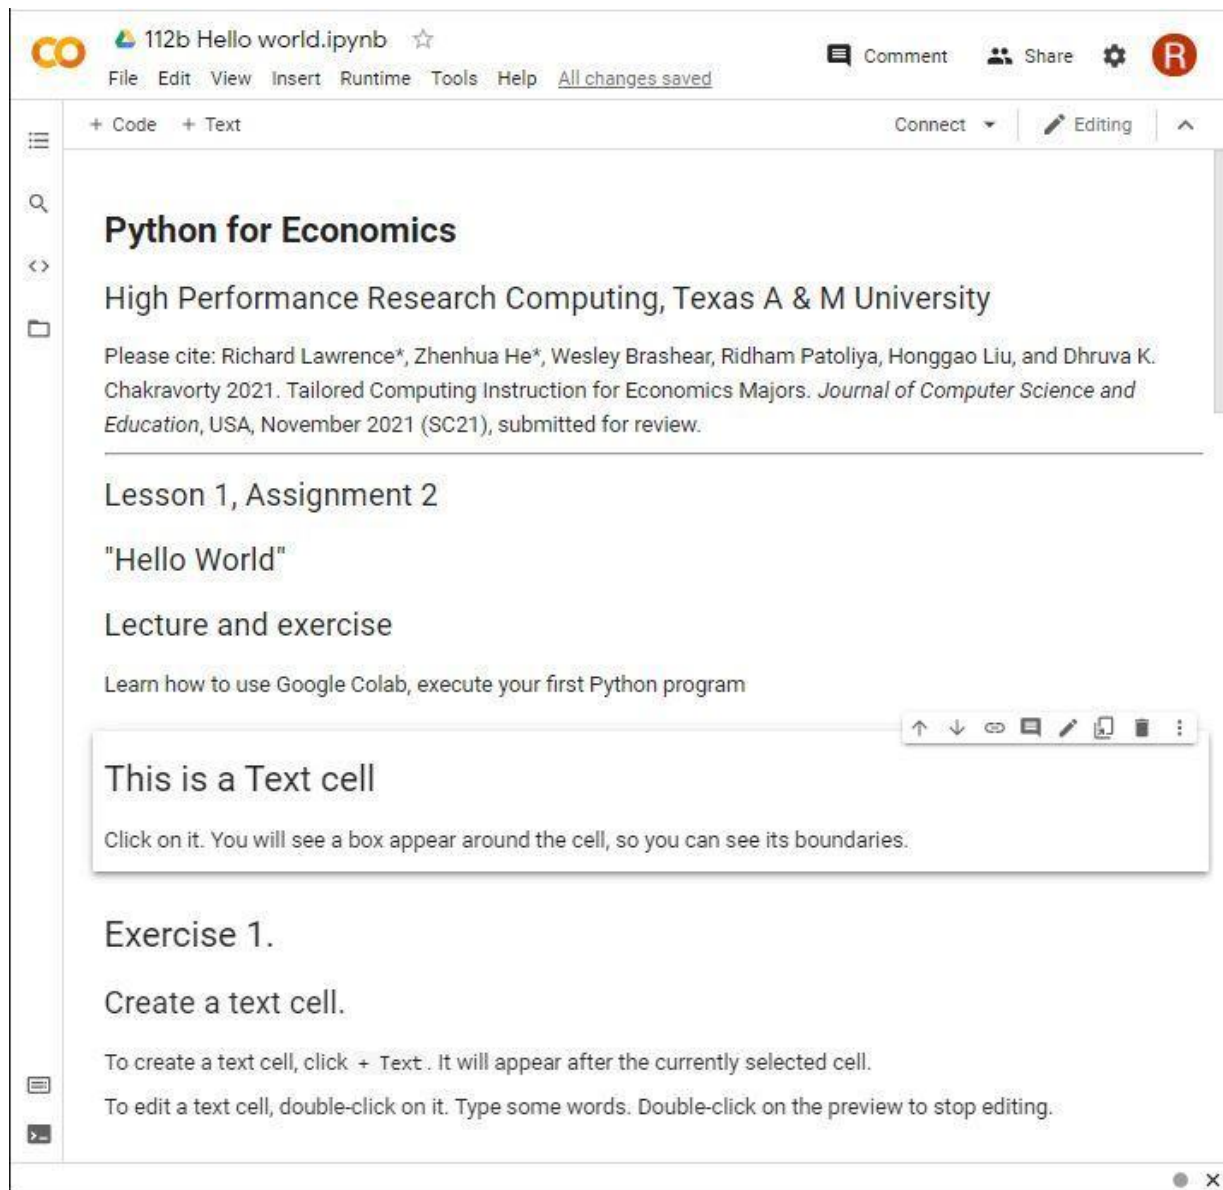 CO
112b Hello world.ipynb
File Edit View Insert Runtime Tools Help All changes saved
Comment Share R
+ Code + Text
Connect Editing
Python for Economics
High Performance Research Computing, Texas A & M University
Please cite: Richard Lawrence*, Zhenhua He*, Wesley Brashear, Ridham Patoliya, Honggao Liu, and Dhruva K.
Chakravorty 2021. Tailored Computing Instruction for Economics Majors. Journal of Computer Science and
Education, USA, November 2021 (SC21), submitted for review.
Lesson 1, Assignment 2
"Hello World"
Lecture and exercise
Learn how to use Google Colab, execute your first Python program
This is a Text cell
Click on it. You will see a box appear around the cell, so you can see its boundaries.
Exercise 1.
Create a text cell.
To create a text cell, click + Text. It will appear after the currently selected cell.
To edit a text cell, double-click on it. Type some words. Double-click on the preview to stop editing.